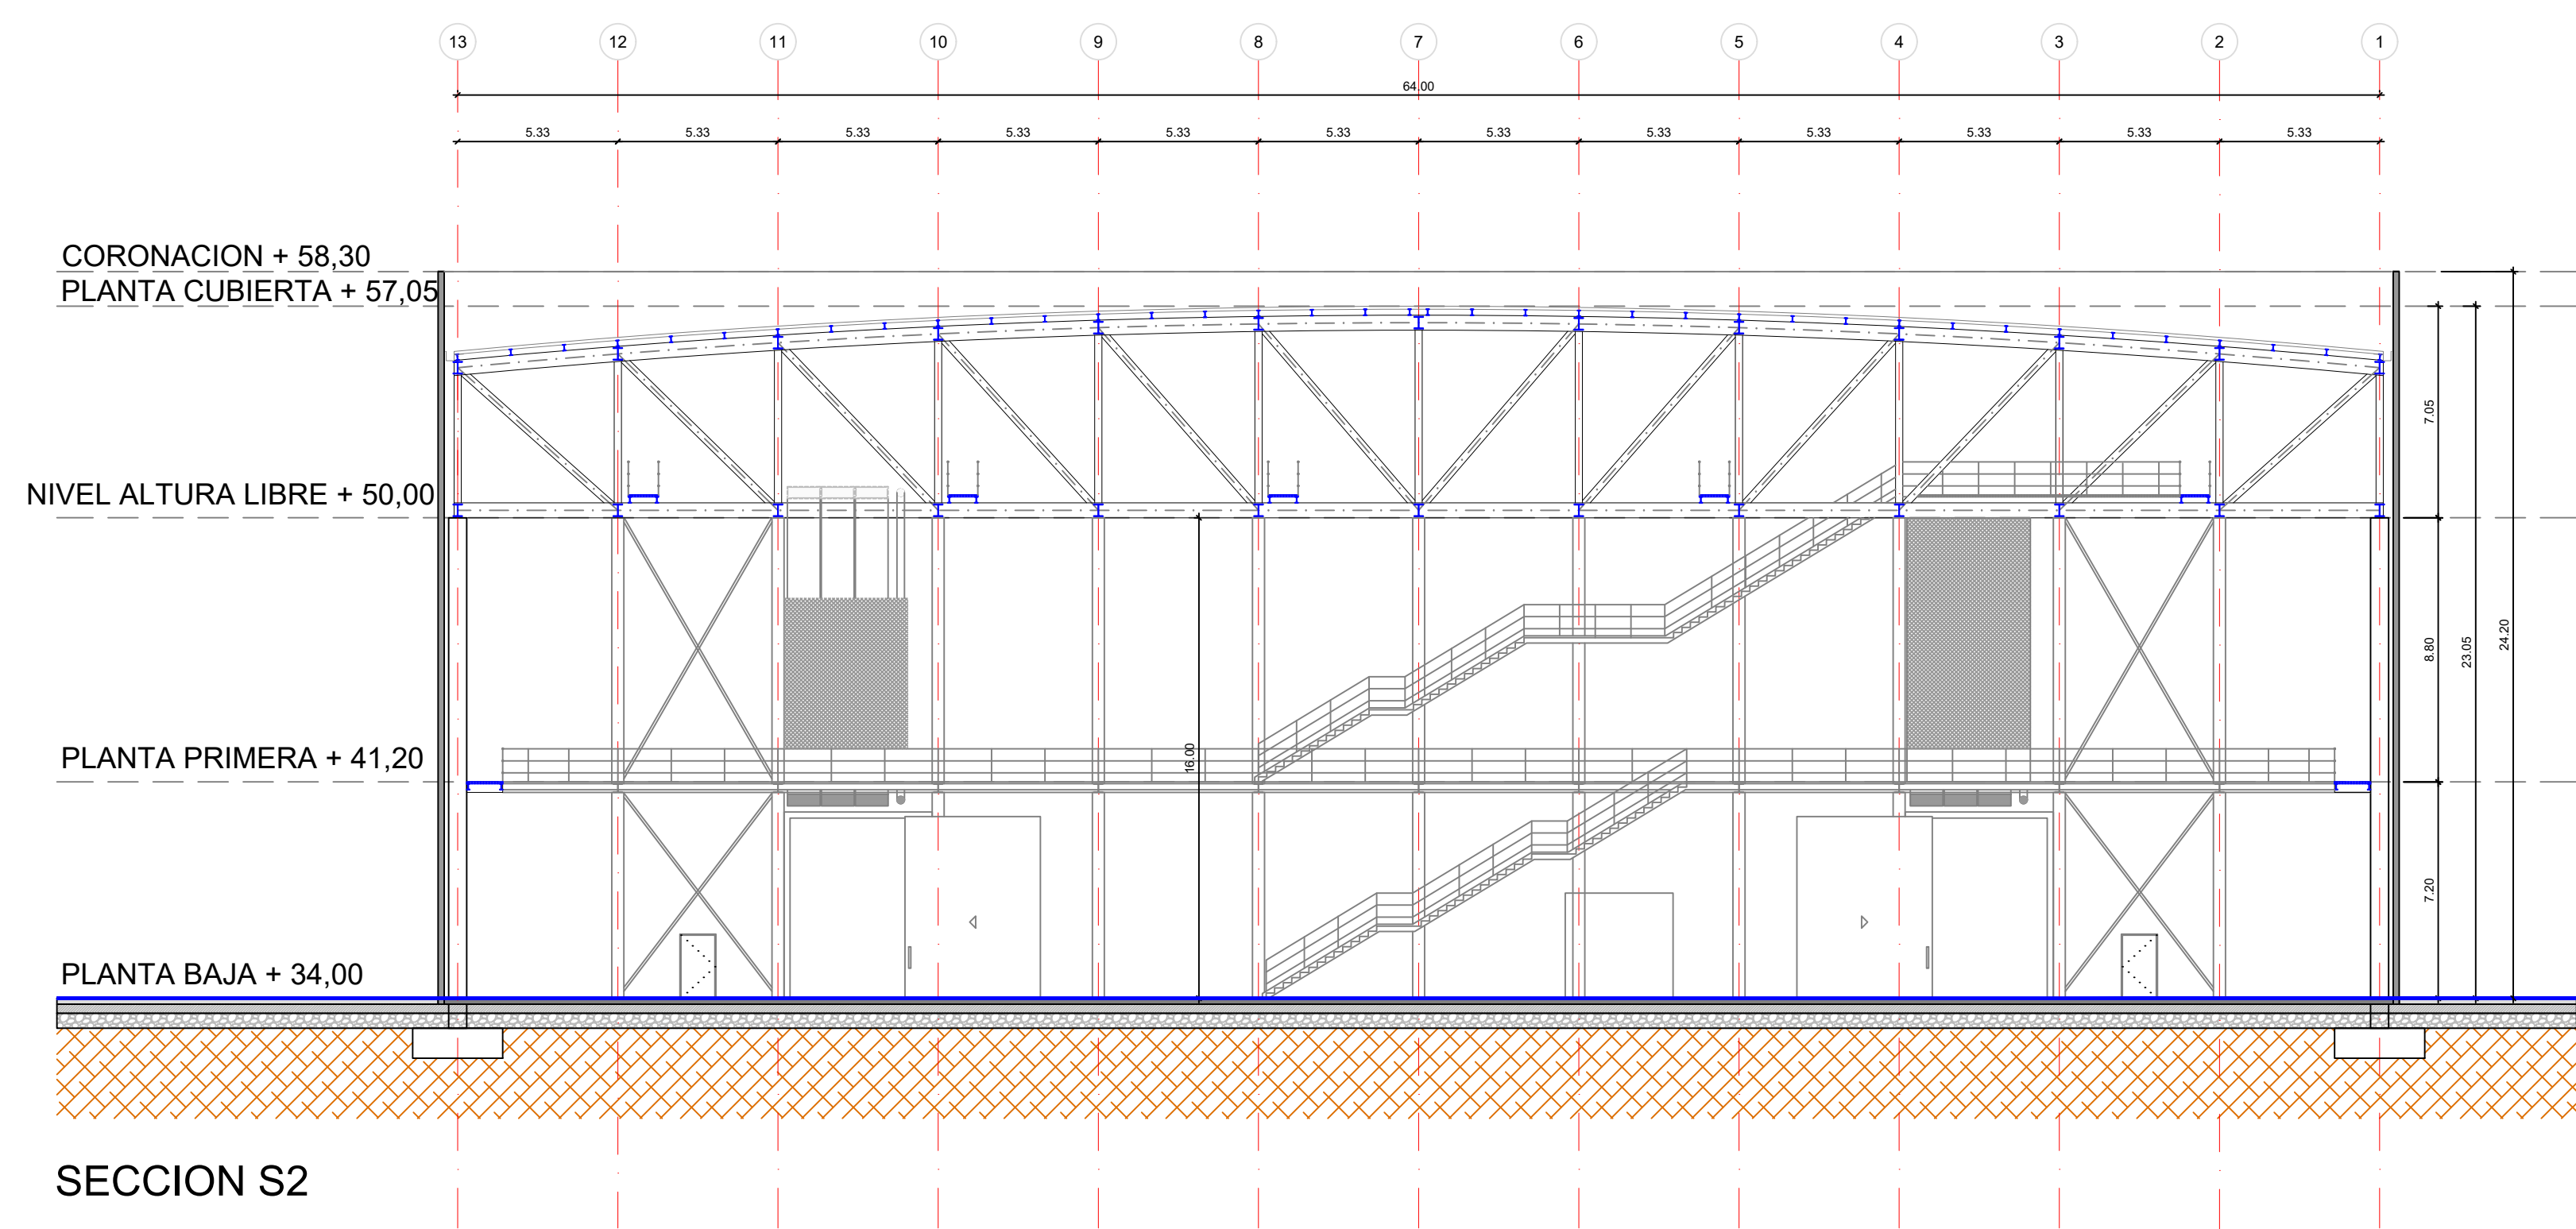 13 12 11 10 9 8 7 6 5 4 3 2 1
64.00
5.33 5.33 5.33 5.33 5.33 5.33 5.33 5.33 5.33 5.33 5.33 5.33
CORONACION + 58,30
PLANTA CUBIERTA + 57,05
7.05
NIVEL ALTURA LIBRE + 50,00
8.80
23.05
24.20
16.00
PLANTA PRIMERA + 41,20
7.20
PLANTA BAJA + 34,00
SECCION S2